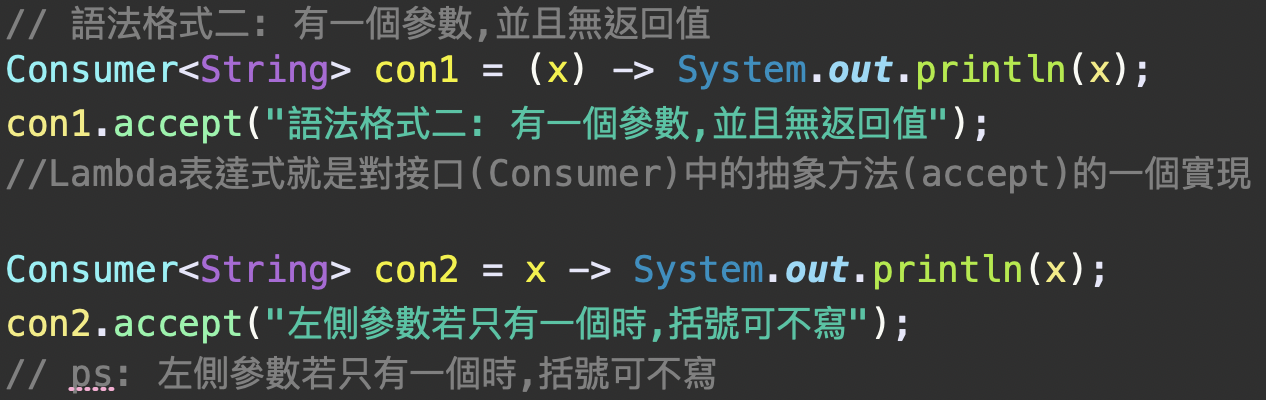 // 語法格式二: 有一個參數,並且無返回值
Consumer<String> con1 = (x) -> System.out.println(x);
con1.accept("語法格式二: 有一個參數,並且無返回值");
//Lambda表達式就是對接口(Consumer)中的抽象方法(accept)的一個實現
Consumer<String> con2 = x -> System.out.println(x);
con2.accept("左側參數若只有一個時,括號可不寫");
// ps: 左側參數若只有一個時,括號可不寫